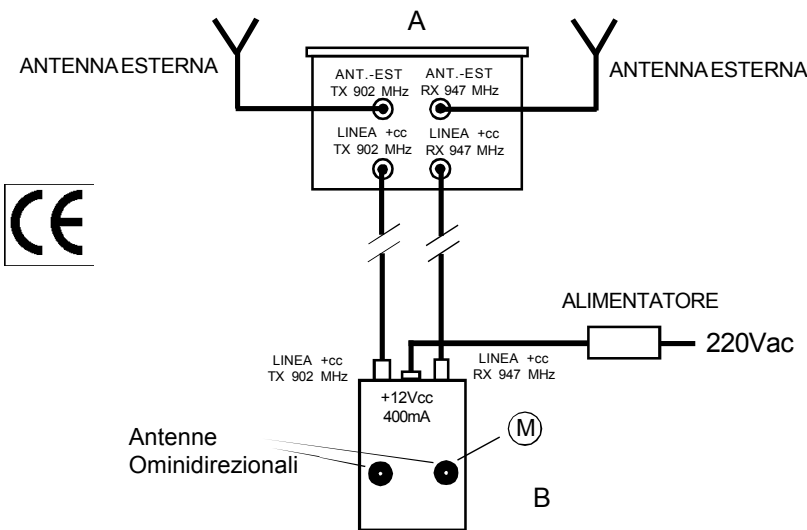 A
ANTENNA ESTERNA
ANT.-EST
TX 902 MHz
ANT.-EST
RX 947 MHz
ANTENNA ESTERNA
LINEA +cc
TX 902 MHz
LINEA +cc
RX 947 MHz
CE
ALIMENTATORE
220Vac
LINEA +cc
TX 902 MHz
LINEA +cc
RX 947 MHz
+12Vcc
400mA
M
Antenne
Ominidirezionali
B